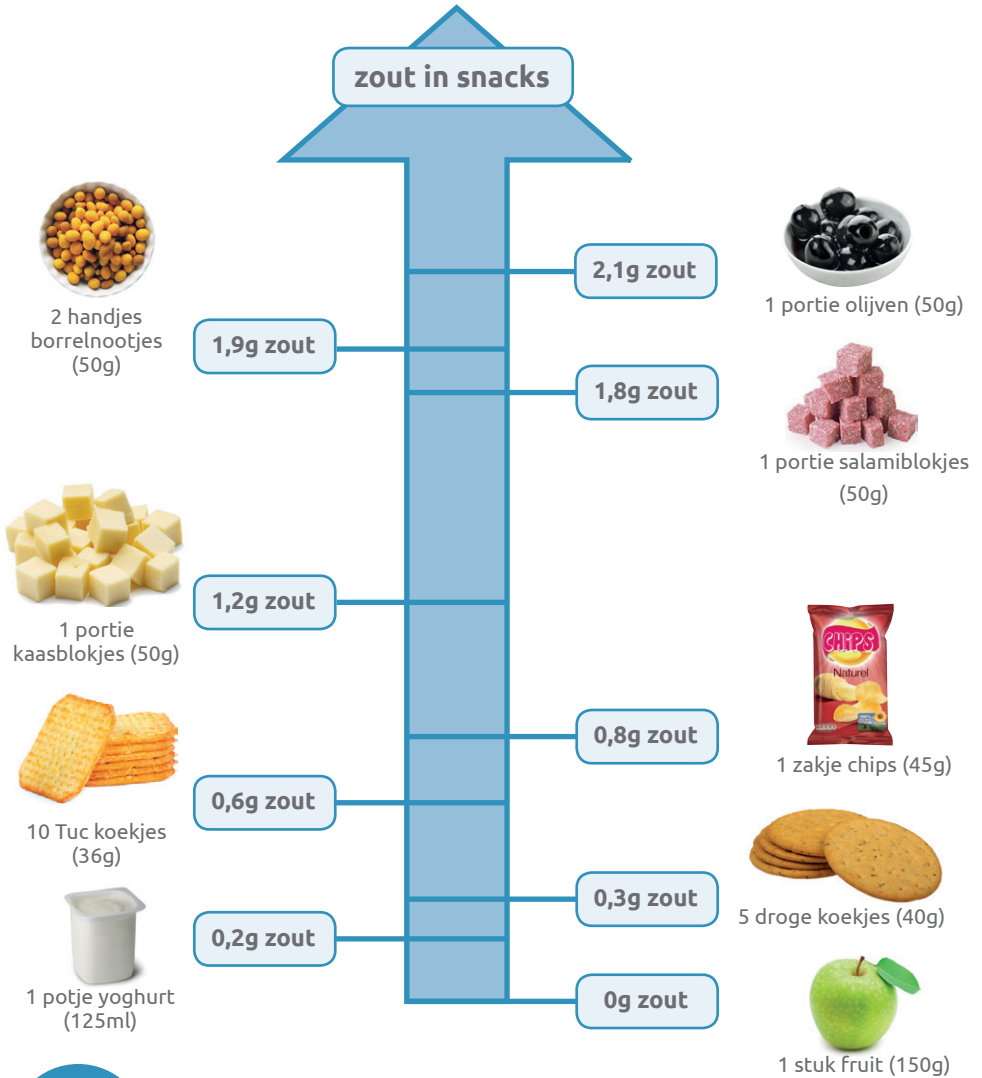 zout in snacks
2 handjes
borrelnootjes
(50g)
2,1g zout
1 portie olijven (50g)
1,9g zout
1,8g zout
1 portie salamiblokjes
(50g)
1 portie
kaasblokjes (50g)
1,2g zout
CHIPS
Naturel
0,8g zout
1 zakje chips (45g)
10 Tuc koekjes
(36g)
0,6g zout
0,3g zout
5 droge koekjes (40g)
1 potje yoghurt
(125ml)
0,2g zout
0g zout
1 stuk fruit (150g)